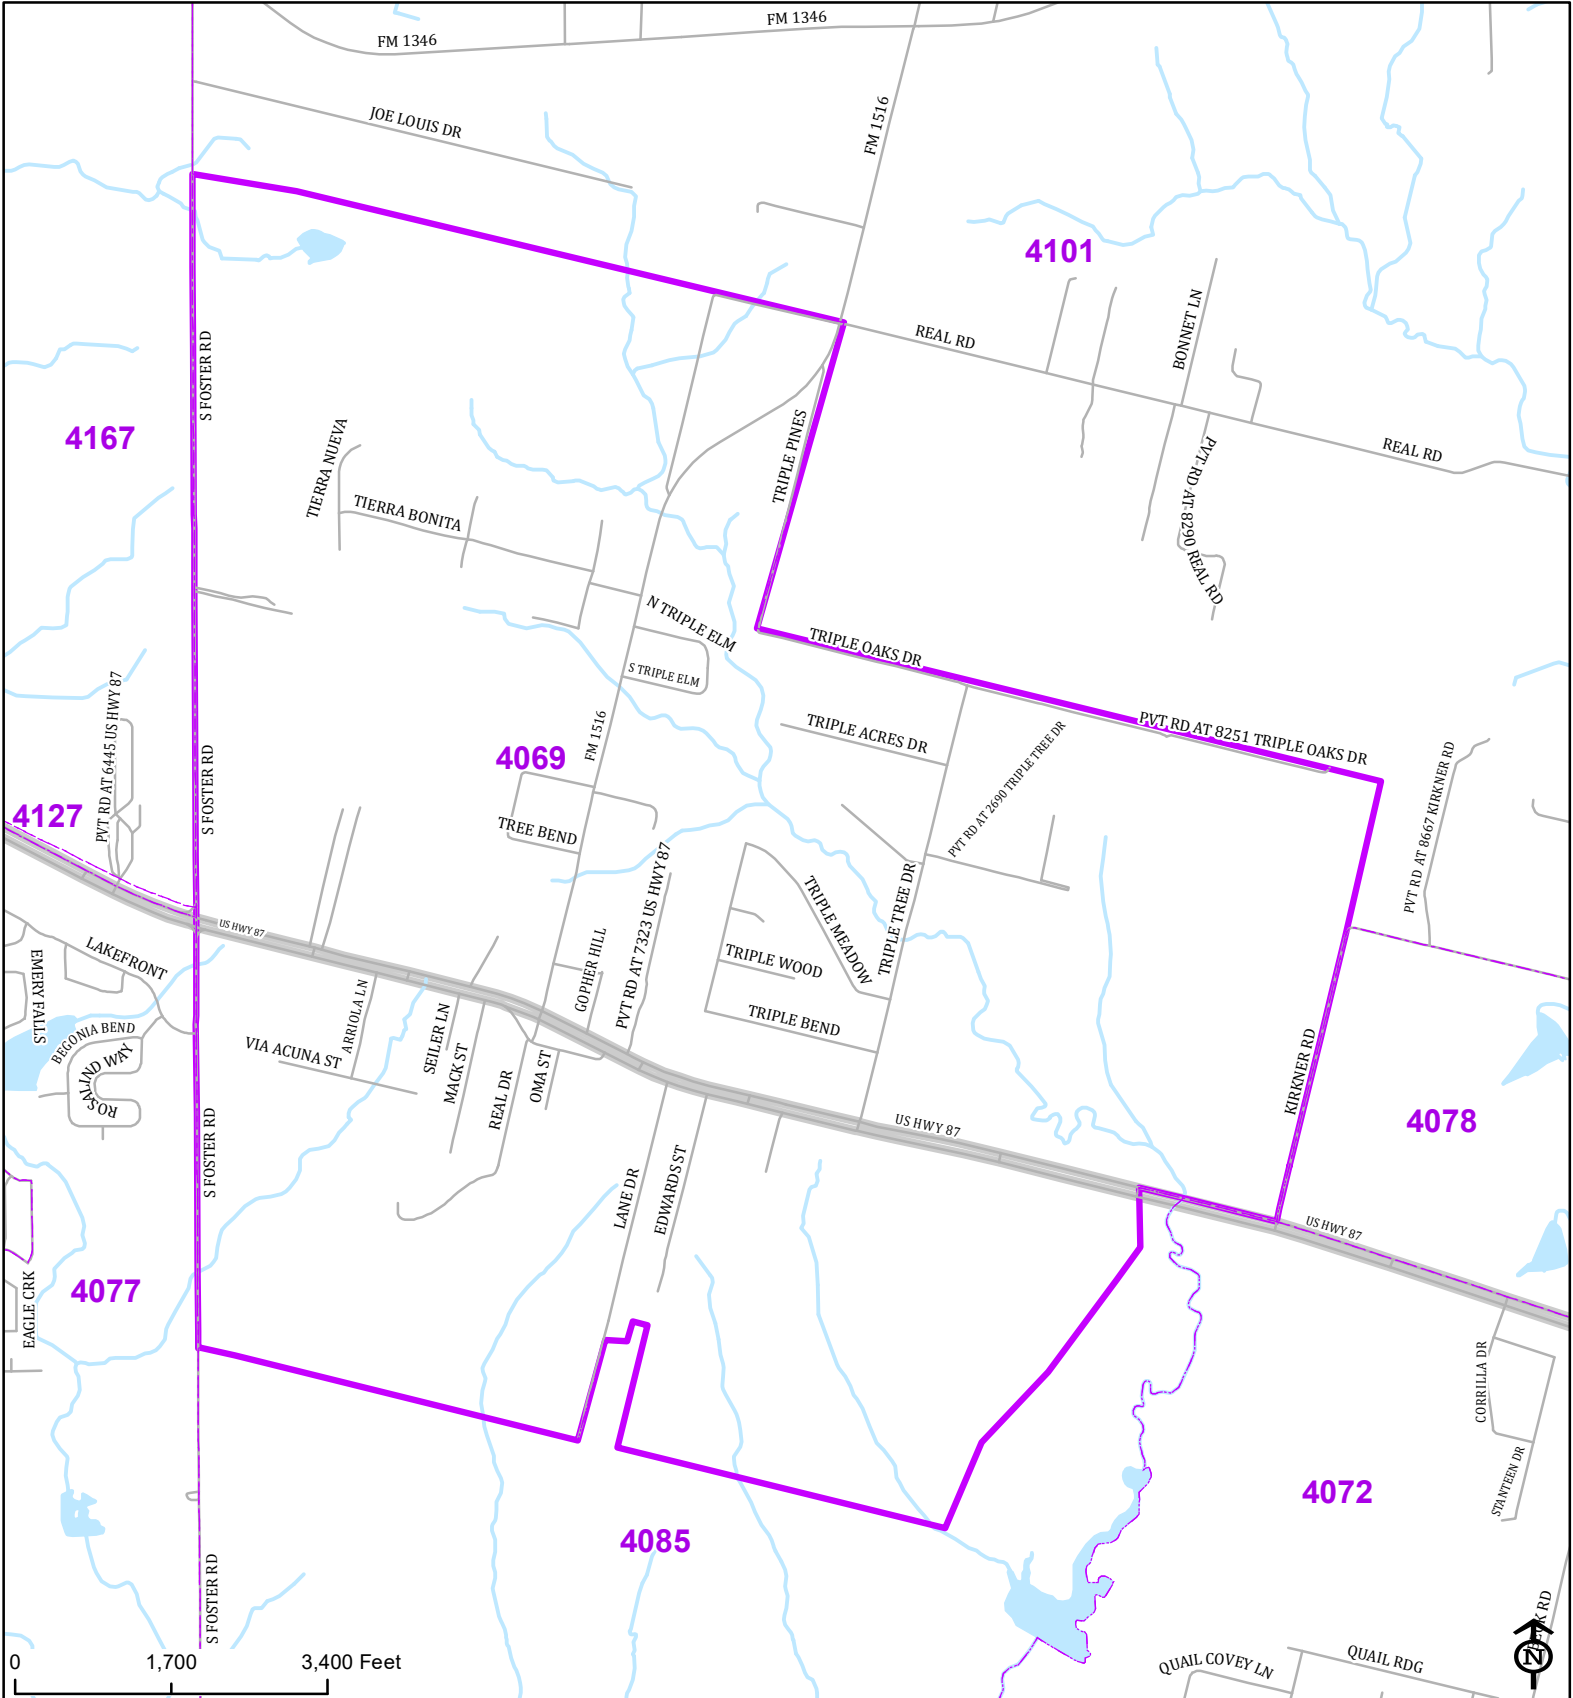 FM 1346
FM 1346
JOE LOUIS DR
FM 1516
4101
BONNET LN
REAL RD
S FOSTER RD
4167
TIERRA NUEVA
TRIPLE PINES
REAL RD
PVT RD AT 8290 REAL RD
TIERRA BONITA
N TRIPLE ELM
TRIPLE OAKS DR
S TRIPLE ELM
PVT RD AT 6445 US HWY 87
FM 1516
TRIPLE ACRES DR
PVT RD AT 2690 TRIPLE TREE DR
PVT RD AT 8251 TRIPLE OAKS DR
4069
S FOSTER RD
PVT RD AT 8667 KIRKNER RD
4127
TREE BEND
PVT RD AT 7323 US HWY 87
TRIPLE MEADOW
TRIPLE TREE DR
US HWY 87
LAKEFRONT
EMERY FALLS
GOPHER HILL
TRIPLE WOOD
ARRIOLA LN
TRIPLE BEND
BEGONIA BEND
VIA ACUNA ST
SEILER LN
MACK ST
ROSALIND WAY
REAL DR
OMA ST
KIRKNER RD
US HWY 87
4078
S FOSTER RD
LANE DR
EDWARDS ST
US HWY 87
4077
EAGLE CRK
CORRILLA DR
4072
STANTEEN DR
4085
S FOSTER RD
QUAIL COVEY LN
QUAIL RDG
RD
N
0 1,700 3,400 Feet